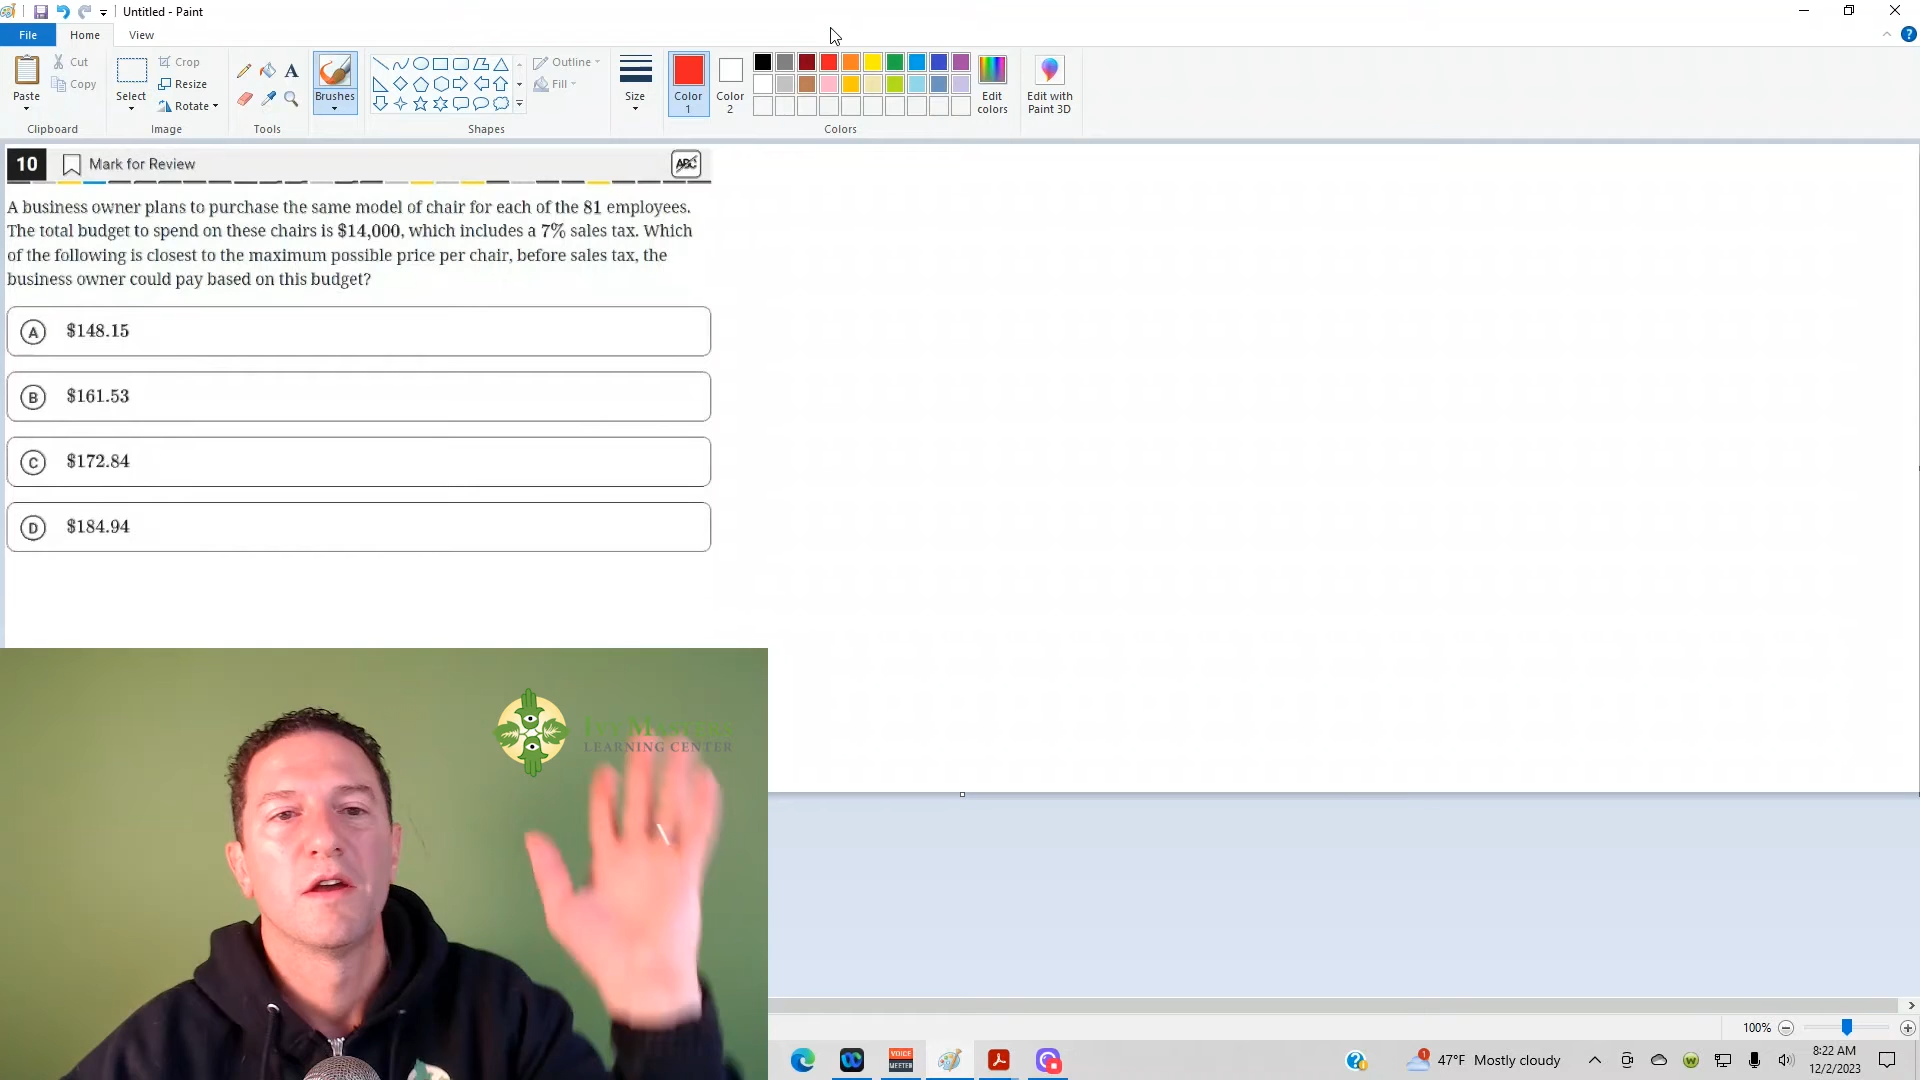 Untitled - Paint
File
Home
View
Paste
Cut
Copy
Clipboard
Select
Crop
Resize
Rotate
Image
A
Tools
Brushes
Shapes
Outline
Fill
Size
Color
1
Color
2
Colors
Edit
colors
Edit with
Paint 3D
10
Mark for Review
ABC
A business owner plans to purchase the same model of chair for each of the 81 employees.
The total budget to spend on these chairs is $14,000, which includes a 7% sales tax. Which
of the following is closest to the maximum possible price per chair, before sales tax, the
business owner could pay based on this budget?
A $148.15
B $161.53
C $172.84
D $184.94
LEARNING CENTER
100%
VOICE
MEETER
1
47°F Mostly cloudy
8:22 AM
12/2/2023